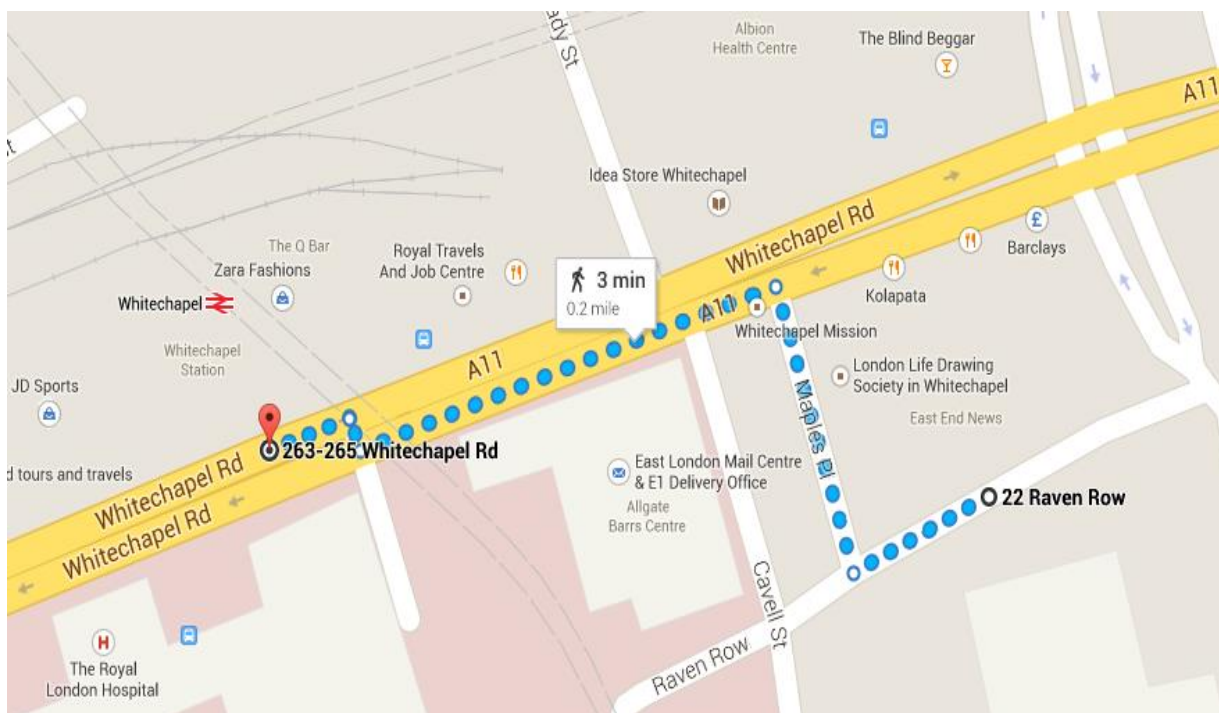 ady St
Albion
Health Centre
The Blind Beggar
A11
t
Idea Store Whitechapel
Whitechapel Rd
Barclays
The Q Bar
Zara Fashions
Royal Travels
And Job Centre
3 min
0.2 mile
Kolapata
Whitechapel
A11
Whitechapel Mission
Whitechapel
Station
A11
London Life Drawing
Society in Whitechapel
JD Sports
Maples Pl
East End News
263-265 Whitechapel Rd
d tours and travels
Whitechapel Rd
East London Mail Centre
& E1 Delivery Office
22 Raven Row
Allgate
Barrs Centre
Whitechapel Rd
Cavell St
H
The Royal
London Hospital
Raven Row